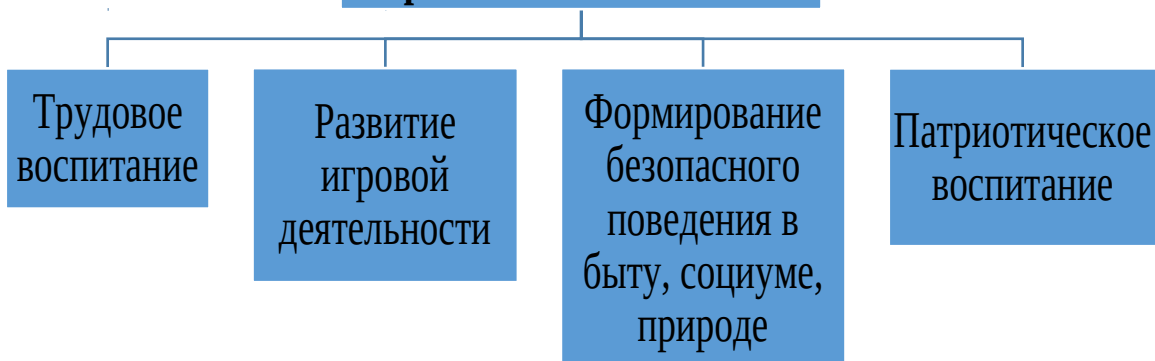 Трудовое
воспитание
Развитие
игровой
деятельности
Формирование
безопасного
поведения в
быту, социуме,
природе
Патриотическое
воспитание